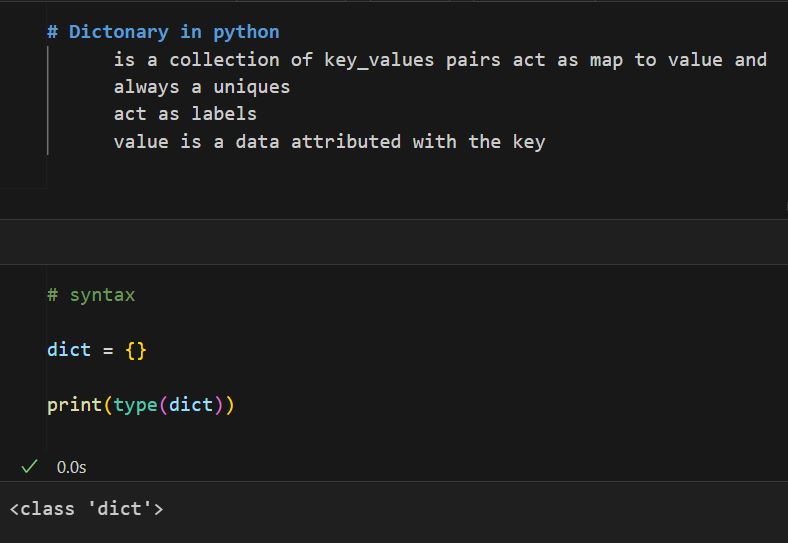 # Dictonary in python
is a collection of key_values pairs act as map to value and
always a uniques
act as labels
value is a data attributed with the key
# syntax
dict = {}
print(type(dict))
0.0s
<class 'dict'>